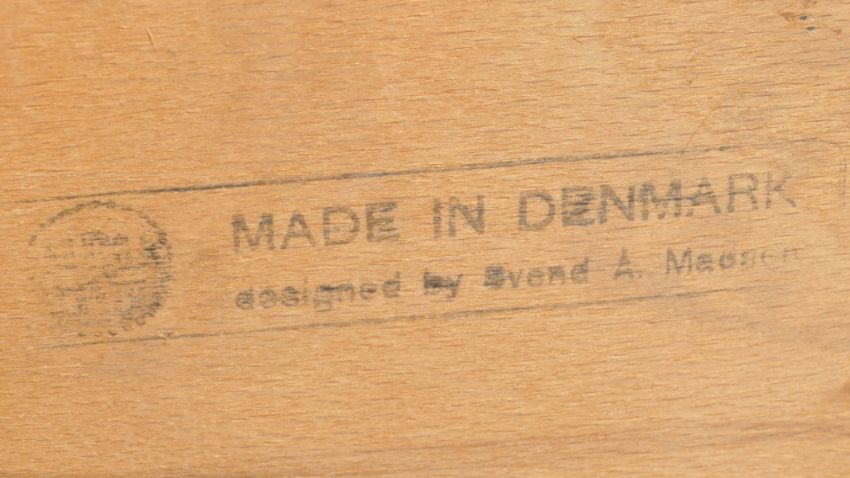 MADE IN DENMARK
designed by Svend A. Madsen